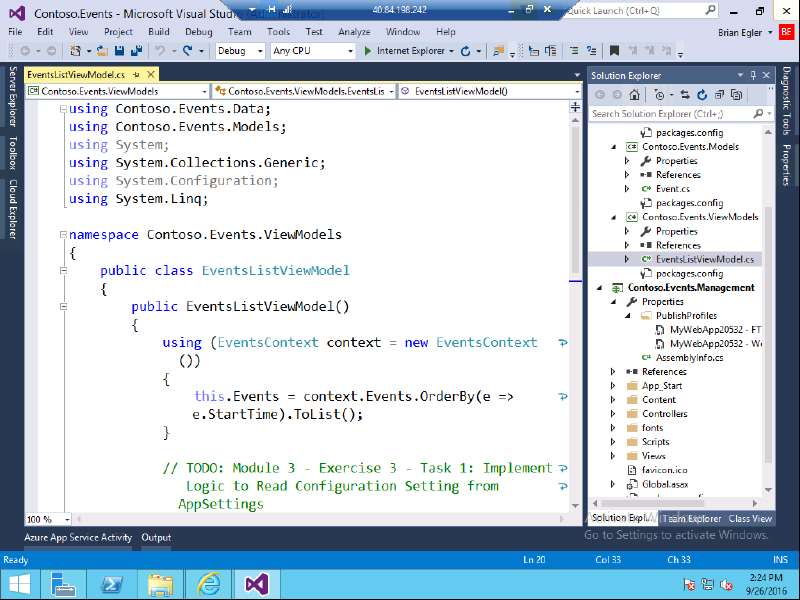 Contoso.Events - Microsoft Visual Stu
40.84.198.242
Quick Launch (Ctrl+Q)
File Edit View Project Build Debug Team Tools Test Analyze Window Help
Brian Egler
BE
Debug Any CPU Internet Explorer
Server Explorer
Toolbox
Cloud Explorer
EventsListViewModel.cs
Contoso.Events.ViewModels Contoso.Events.ViewModels.EventsLis EventsListViewModel()
using Contoso.Events.Data;
using Contoso.Events.Models;
using System;
using System.Collections.Generic;
using System.Configuration;
using System.Linq;
namespace Contoso.Events.ViewModels
{
public class EventsListViewModel
{
public EventsListViewModel()
{
using (EventsContext context = new EventsContext
())
{
this.Events = context.Events.OrderBy(e =>
e.StartTime).ToList();
}
// TODO: Module 3 - Exercise 3 - Task 1: Implement
Logic to Read Configuration Setting from
AppSettings
100 %
Solution Explorer
Search Solution Explorer (Ctrl+;)
packages.config
Contoso.Events.Models
Properties
References
Event.cs
packages.config
Contoso.Events.ViewModels
Properties
References
EventsListViewModel.cs
packages.config
Contoso.Events.Management
Properties
PublishProfiles
MyWebApp20532 - FT
MyWebApp20532 - We
AssemblyInfo.cs
References
App_Start
Content
Controllers
fonts
Scripts
Views
favicon.ico
Global.asax
Solution Expl... Team Explorer Class View
Diagnostic Tools
Properties
Go to Settings to activate Windows.
Azure App Service Activity Output
Ready Ln 20 Col 33 Ch 33 INS
2:24 PM
9/26/2016